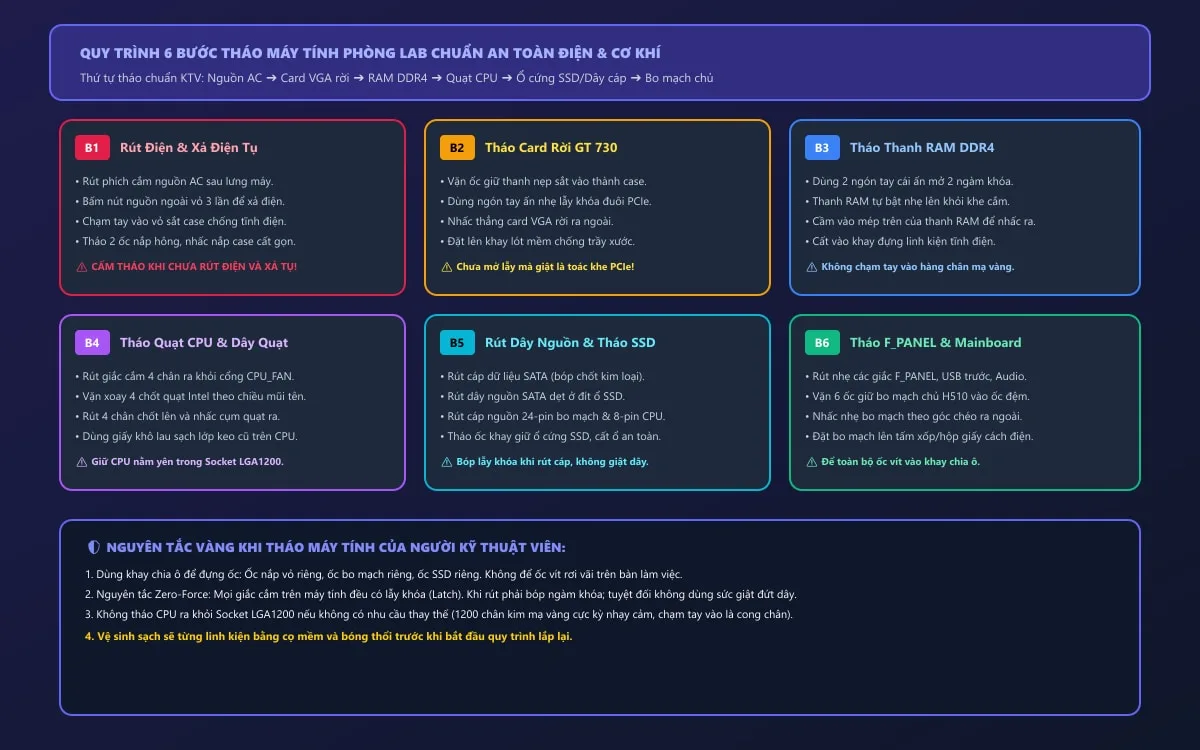 QUY TRÌNH 6 BƯỚC THÁO MÁY TÍNH PHÒNG LAB CHUẨN AN TOÀN ĐIỆN & CƠ KHÍ
Thứ tự tháo chuẩn KTV: Nguồn AC ➔ Card VGA rời ➔ RAM DDR4 ➔ Quạt CPU ➔ Ổ cứng SSD/Dây cáp ➔ Bo mạch chủ
B1 Rút Điện & Xả Điện Tụ
• Rút phích cắm nguồn AC sau lưng máy.
• Bấm nút nguồn ngoài vỏ 3 lần để xả điện.
• Chạm tay vào vỏ sắt case chống tĩnh điện.
• Tháo 2 ốc nắp hông, nhấc nắp case cất gọn.
⚠ CẤM THÁO KHI CHƯA RÚT ĐIỆN VÀ XẢ TỤ!
B2 Tháo Card Rời GT 730
• Vặn ốc giữ thanh nẹp sắt vào thành case.
• Dùng ngón tay ấn nhẹ lẫy khóa đuôi PCIe.
• Nhấc thẳng card VGA rời ra ngoài.
• Đặt lên khay lót mềm chống trầy xước.
⚠ Chưa mở lẫy mà giật là toác khe PCIe!
B3 Tháo Thanh RAM DDR4
• Dùng 2 ngón tay cái ấn mở 2 ngàm khóa.
• Thanh RAM tự bật nhẹ lên khỏi khe cắm.
• Cầm vào mép trên của thanh RAM để nhấc ra.
• Cất vào khay đựng linh kiện tĩnh điện.
⚠ Không chạm tay vào hàng chân mạ vàng.
B4 Tháo Quạt CPU & Dây Quạt
• Rút giắc cắm 4 chân ra khỏi cổng CPU_FAN.
• Vặn xoay 4 chốt quạt Intel theo chiều mũi tên.
• Rút 4 chân chốt lên và nhấc cụm quạt ra.
• Dùng giấy khô lau sạch lớp keo cũ trên CPU.
⚠ Giữ CPU nằm yên trong Socket LGA1200.
B5 Rút Dây Nguồn & Tháo SSD
• Rút cáp dữ liệu SATA (bóp chốt kim loại).
• Rút dây nguồn SATA dẹt ở đít ổ SSD.
• Rút cáp nguồn 24-pin bo mạch & 8-pin CPU.
• Tháo ốc khay giữ ổ cứng SSD, cất ổ an toàn.
⚠ Bóp lẫy khóa khi rút cáp, không giật dây.
B6 Tháo F_PANEL & Mainboard
• Rút nhẹ các giắc F_PANEL, USB trước, Audio.
• Vặn 6 ốc giữ bo mạch chủ H510 vào ốc đệm.
• Nhấc nhẹ bo mạch theo góc chéo ra ngoài.
• Đặt bo mạch lên tấm xốp/hộp giấy cách điện.
⚠ Để toàn bộ ốc vít vào khay chia ô.
NGUYÊN TẮC VÀNG KHI THÁO MÁY TÍNH CỦA NGƯỜI KỸ THUẬT VIÊN:
1. Dùng khay chia ô để đựng ốc: Ốc nắp vỏ riêng, ốc bo mạch riêng, ốc SSD riêng. Không để ốc vít rơi vãi trên bàn làm việc.
2. Nguyên tắc Zero-Force: Mọi giắc cắm trên máy tính đều có lẫy khóa (Latch). Khi rút phải bóp ngàm khóa; tuyệt đối không dùng sức giật đứt dây.
3. Không tháo CPU ra khỏi Socket LGA1200 nếu không có nhu cầu thay thế (1200 chân kim mạ vàng cực kỳ nhạy cảm, chạm tay vào là cong chân).
4. Vệ sinh sạch sẽ từng linh kiện bằng cọ mềm và bóng thổi trước khi bắt đầu quy trình lắp lại.